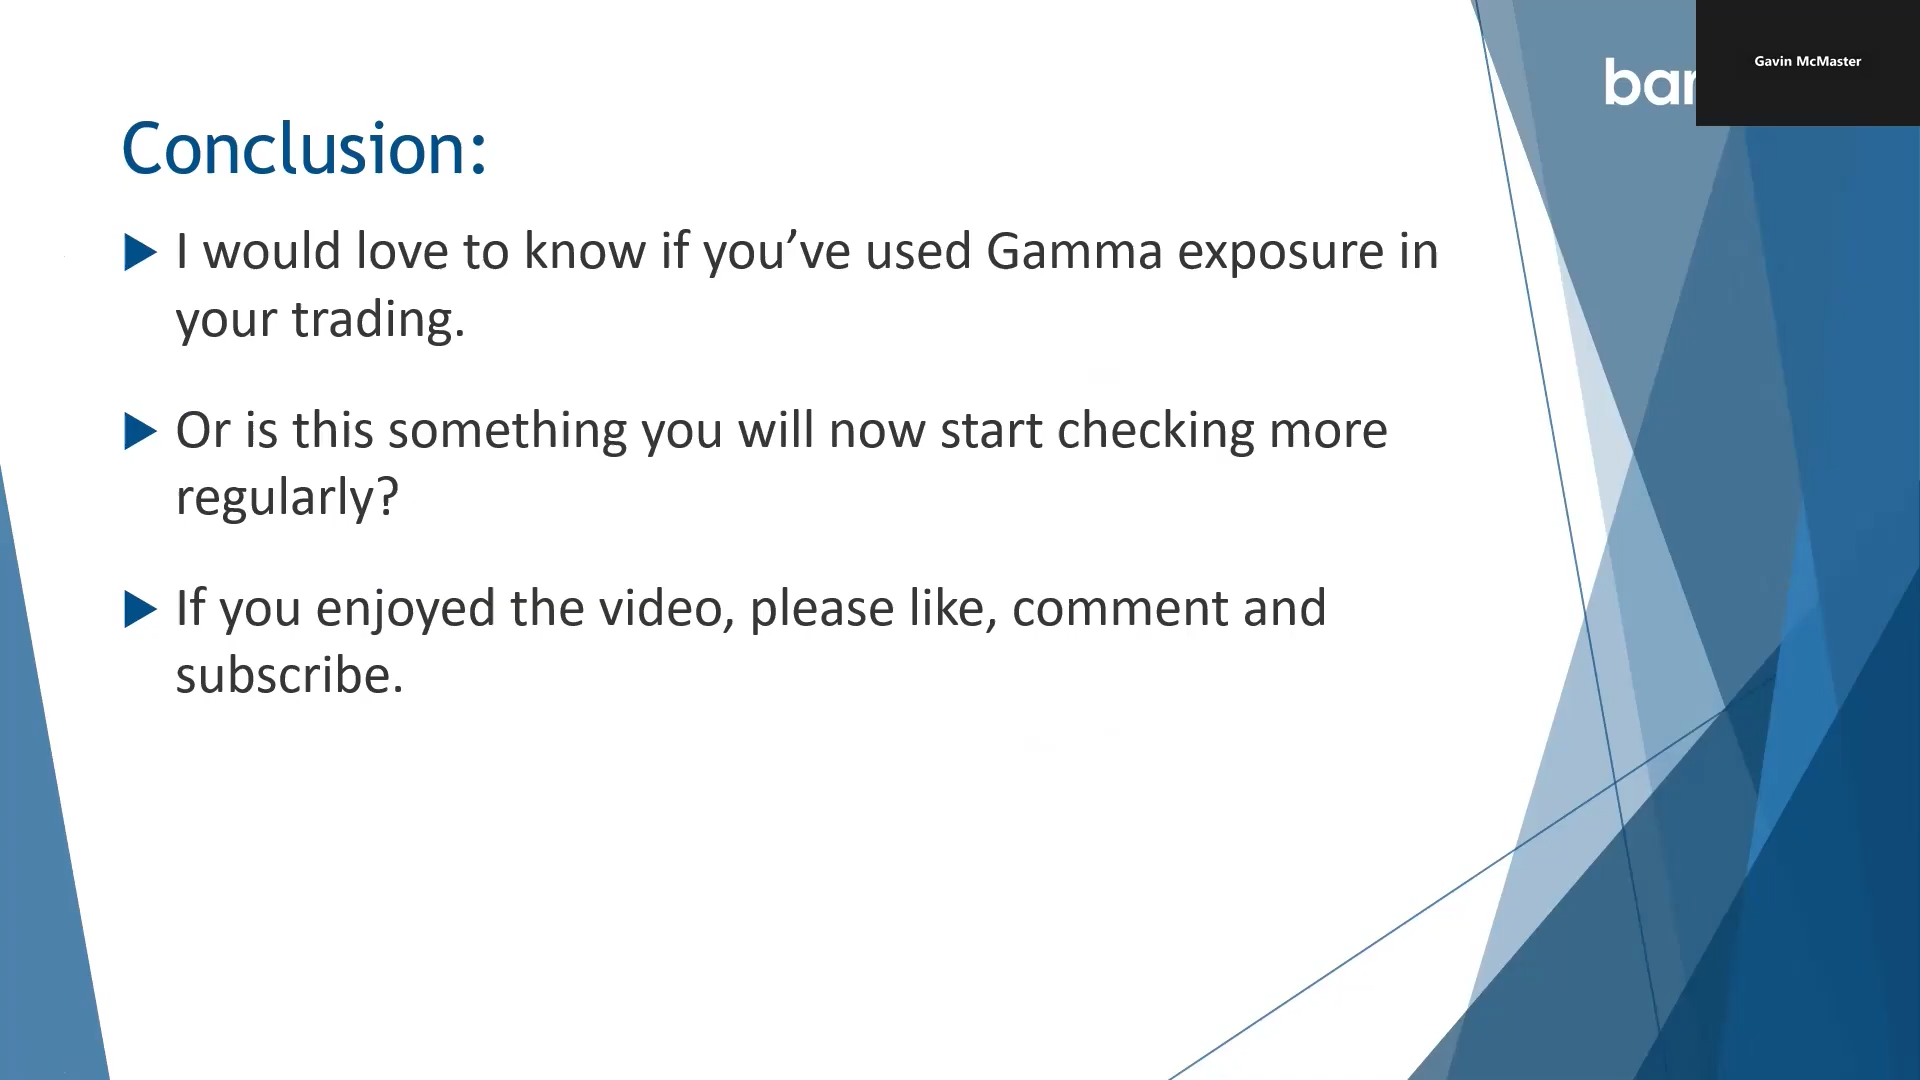 bar
Gavin McMaster
Conclusion:
I would love to know if you’ve used Gamma exposure in
your trading.
Or is this something you will now start checking more
regularly?
If you enjoyed the video, please like, comment and
subscribe.